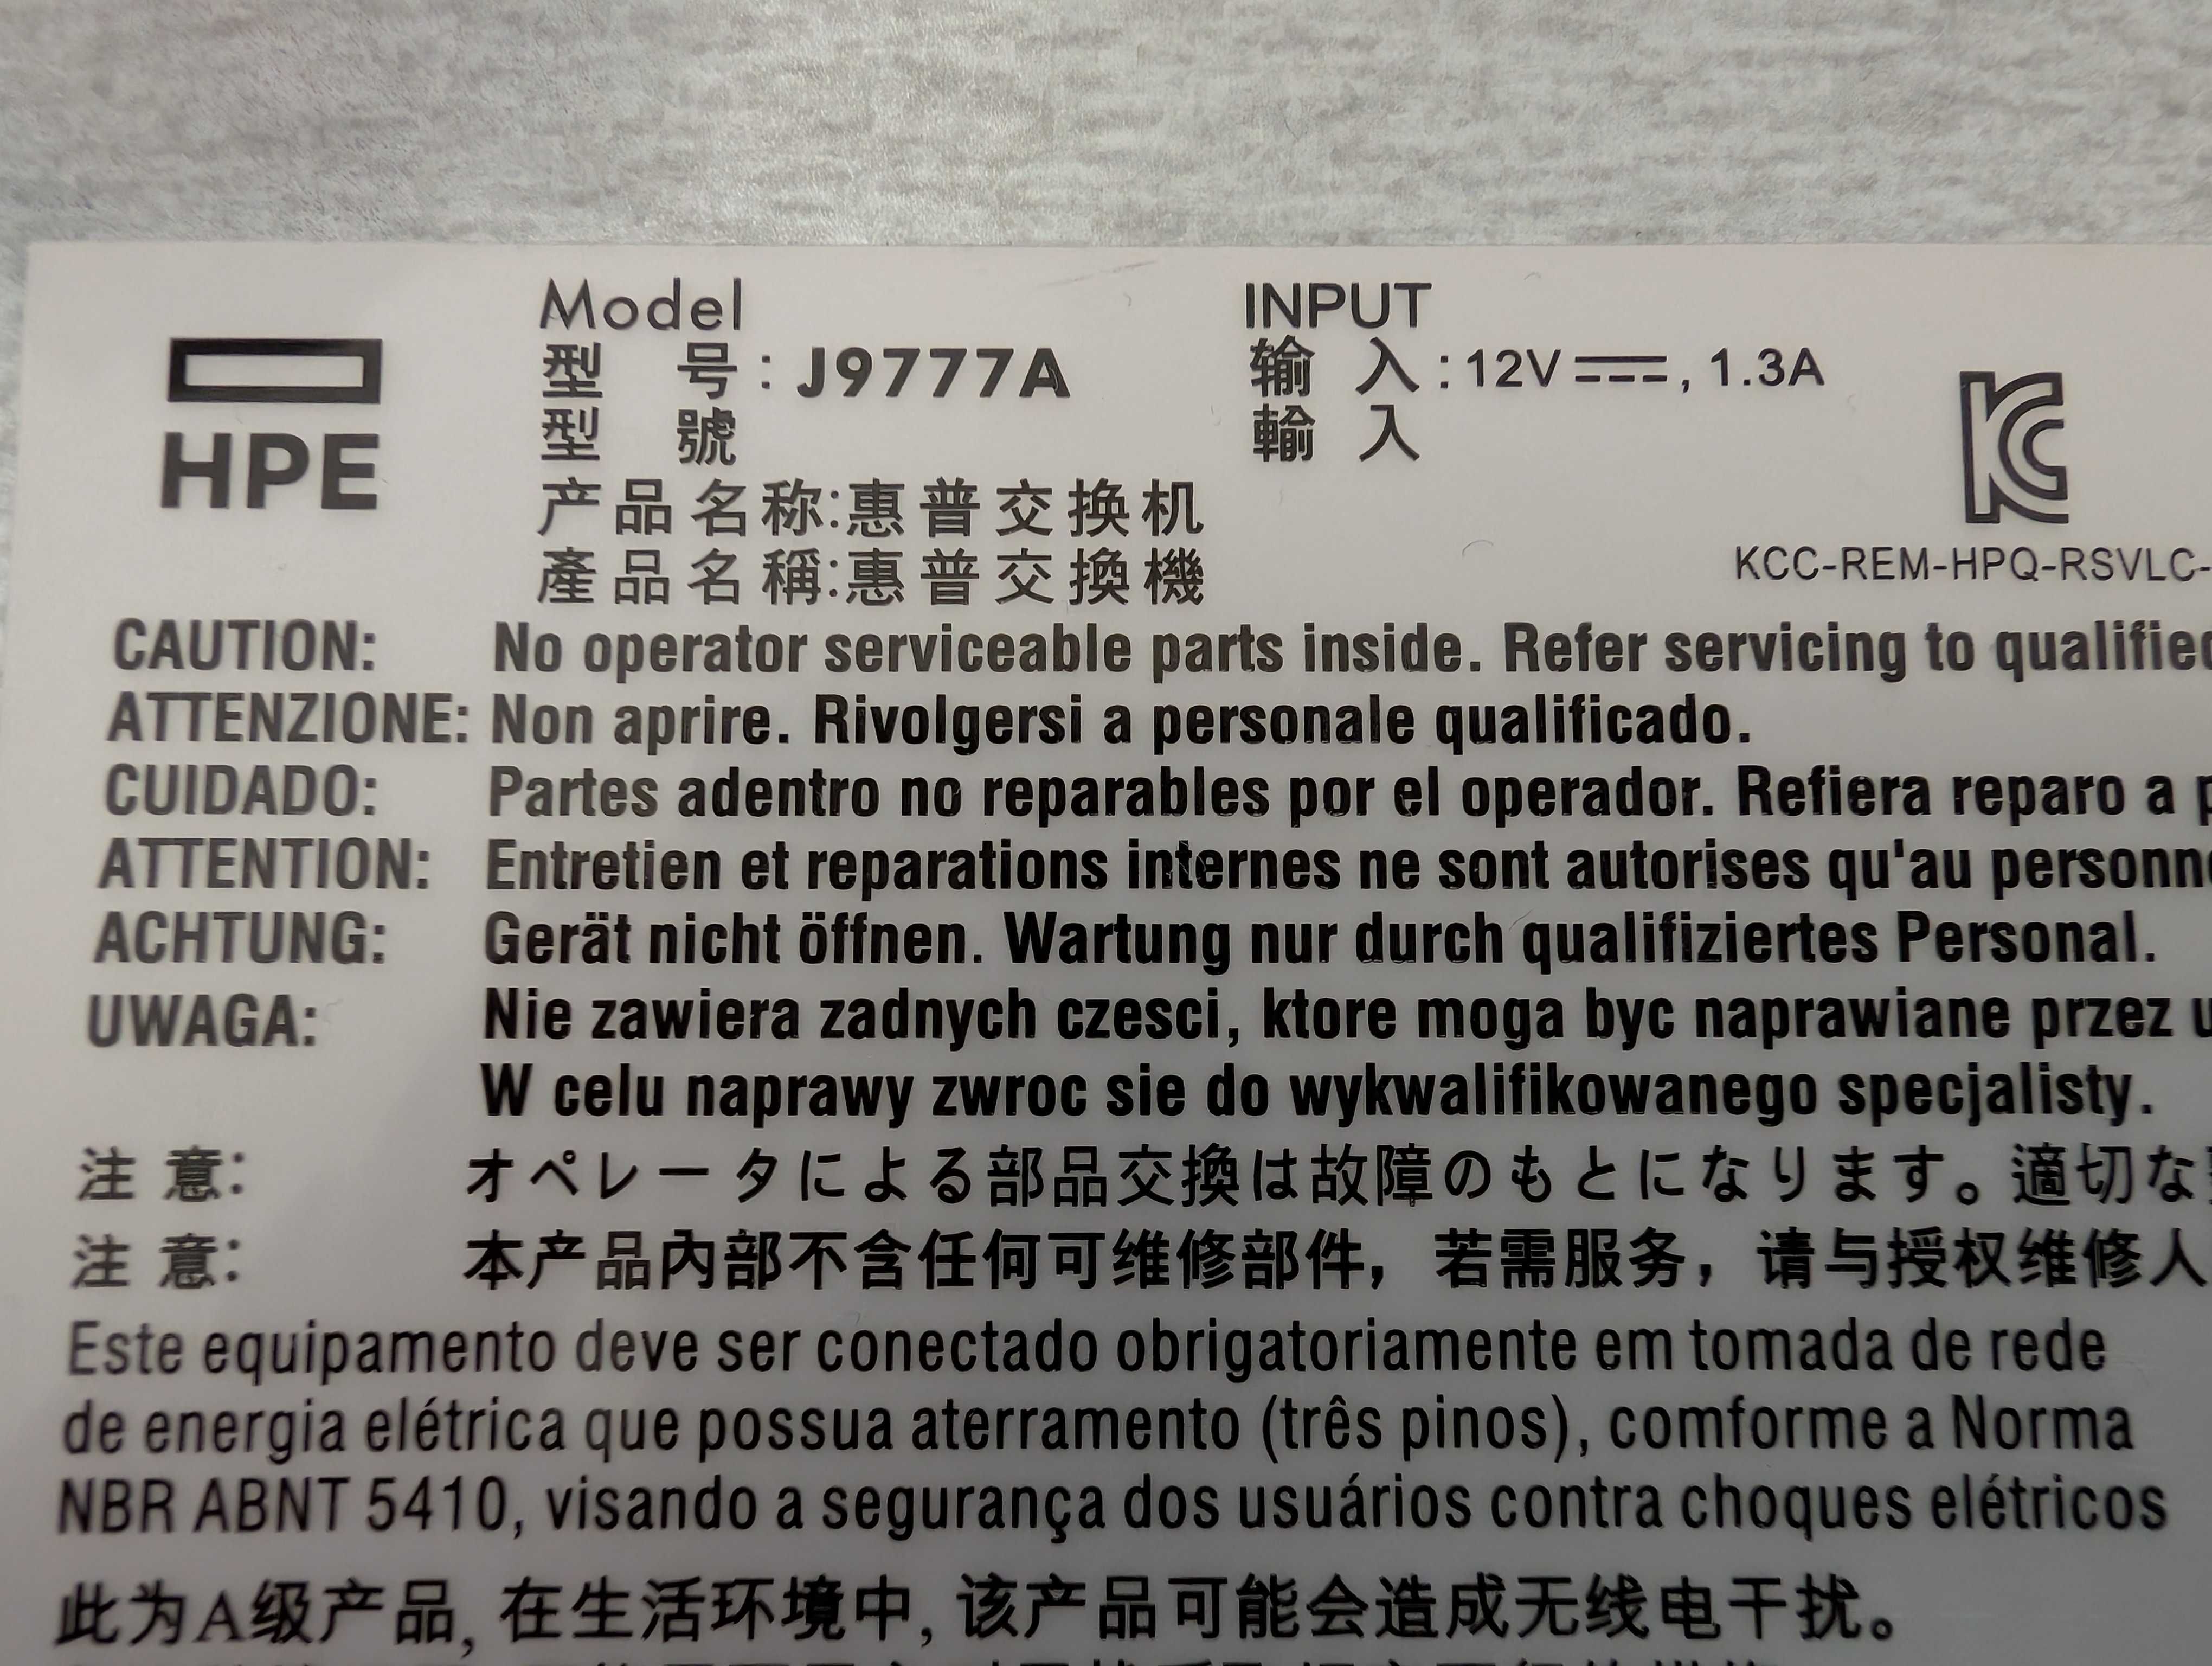 HPE
Model
型 号: J9777A
型 號
INPUT
输 入: 12V⎓, 1.3A
輸 入
产品名称:惠普交换机
產品名稱:惠普交換機
KCC-REM-HPQ-RSVLC-
CAUTION: No operator serviceable parts inside. Refer servicing to qualified
ATTENZIONE: Non aprire. Rivolgersi a personale qualificado.
CUIDADO: Partes adentro no reparables por el operador. Refiera reparo a p
ATTENTION: Entretien et reparations internes ne sont autorises qu'au personne
ACHTUNG: Gerät nicht öffnen. Wartung nur durch qualifiziertes Personal.
UWAGA: Nie zawiera zadnych czesci, ktore moga byc naprawiane przez u
W celu naprawy zwroc sie do wykwalifikowanego specjalisty.
注 意: オペレータによる部品交換は故障のもとになります。適切な
注 意: 本产品內部不含任何可维修部件，若需服务，请与授权维修人
Este equipamento deve ser conectado obrigatoriamente em tomada de rede
de energia elétrica que possua aterramento (três pinos), comforme a Norma
NBR ABNT 5410, visando a segurança dos usuários contra choques elétricos
此为A级产品, 在生活环境中, 该产品可能会造成无线电干扰。